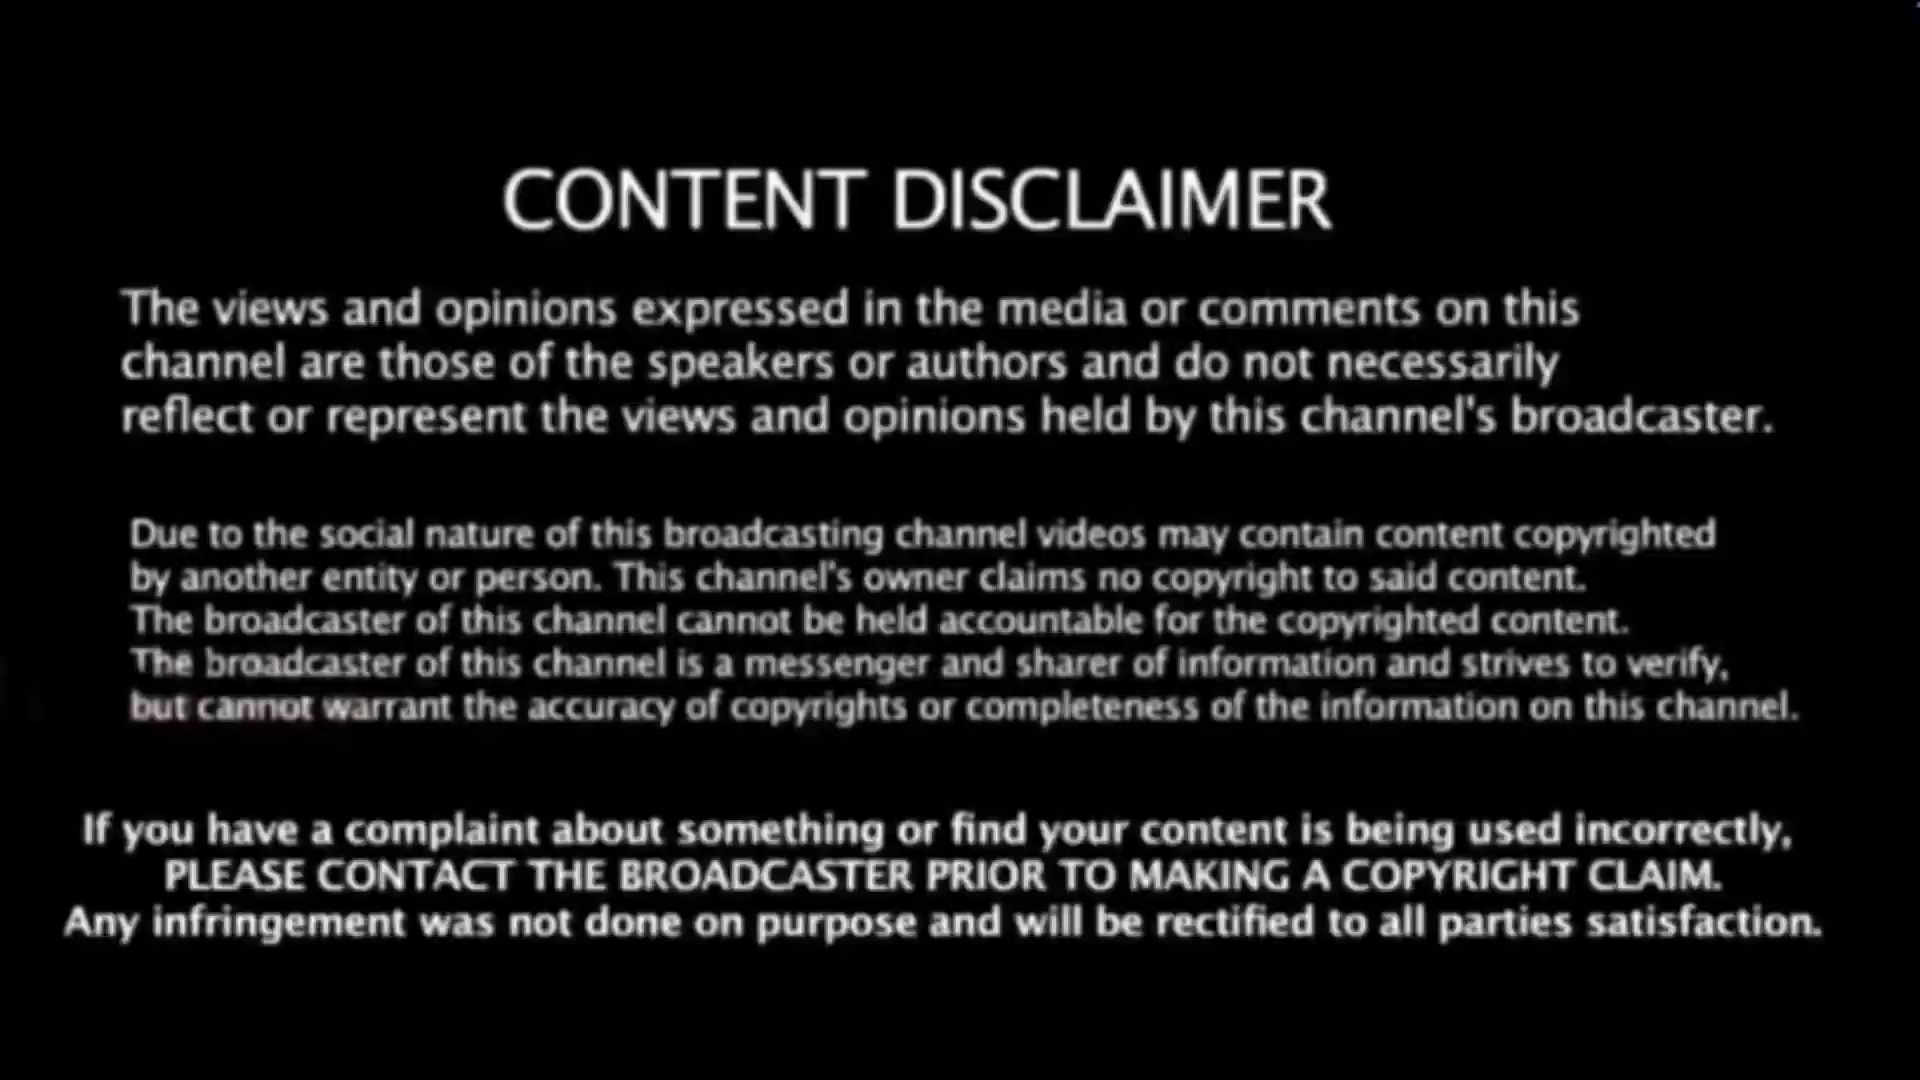 CONTENT DISCLAIMER
The views and opinions expressed in the media or comments on this
channel are those of the speakers or authors and do not necessarily
reflect or represent the views and opinions held by this channel's broadcaster.
Due to the social nature of this broadcasting channel videos may contain content copyrighted
by another entity or person. This channel's owner claims no copyright to said content.
The broadcaster of this channel cannot be held accountable for the copyrighted content.
The broadcaster of this channel is a messenger and sharer of information and strives to verify,
but cannot warrant the accuracy of copyrights or completeness of the information on this channel.
If you have a complaint about something or find your content is being used incorrectly,
PLEASE CONTACT THE BROADCASTER PRIOR TO MAKING A COPYRIGHT CLAIM.
Any infringement was not done on purpose and will be rectified to all parties satisfaction.